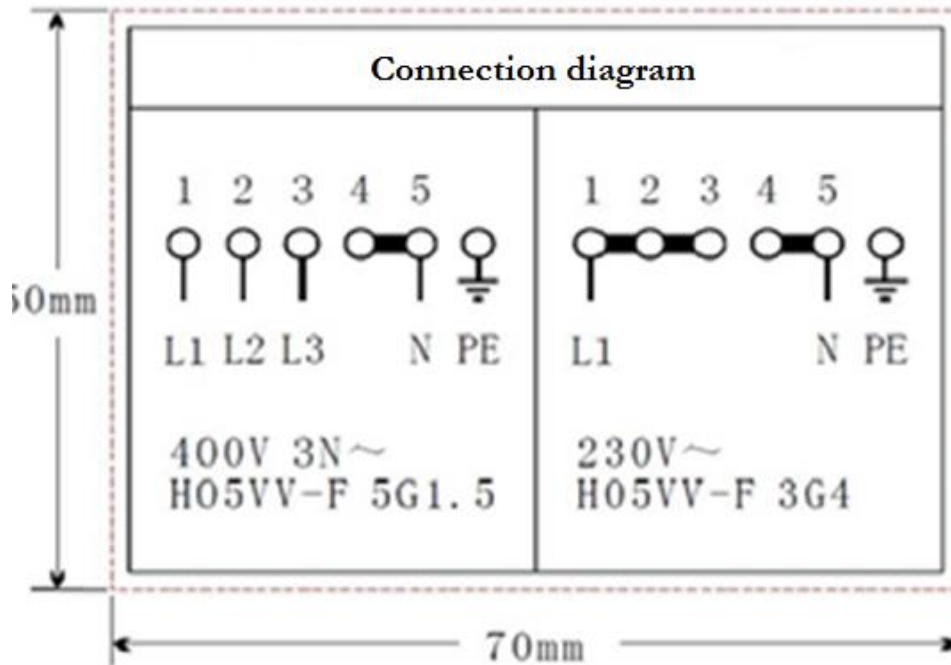 Connection diagram
1 2 3 4 5
L1 L2 L3 N PE
400V 3N～
H05VV-F 5G1.5
1 2 3 4 5
L1 N PE
230V～
H05VV-F 3G4
50mm
70mm